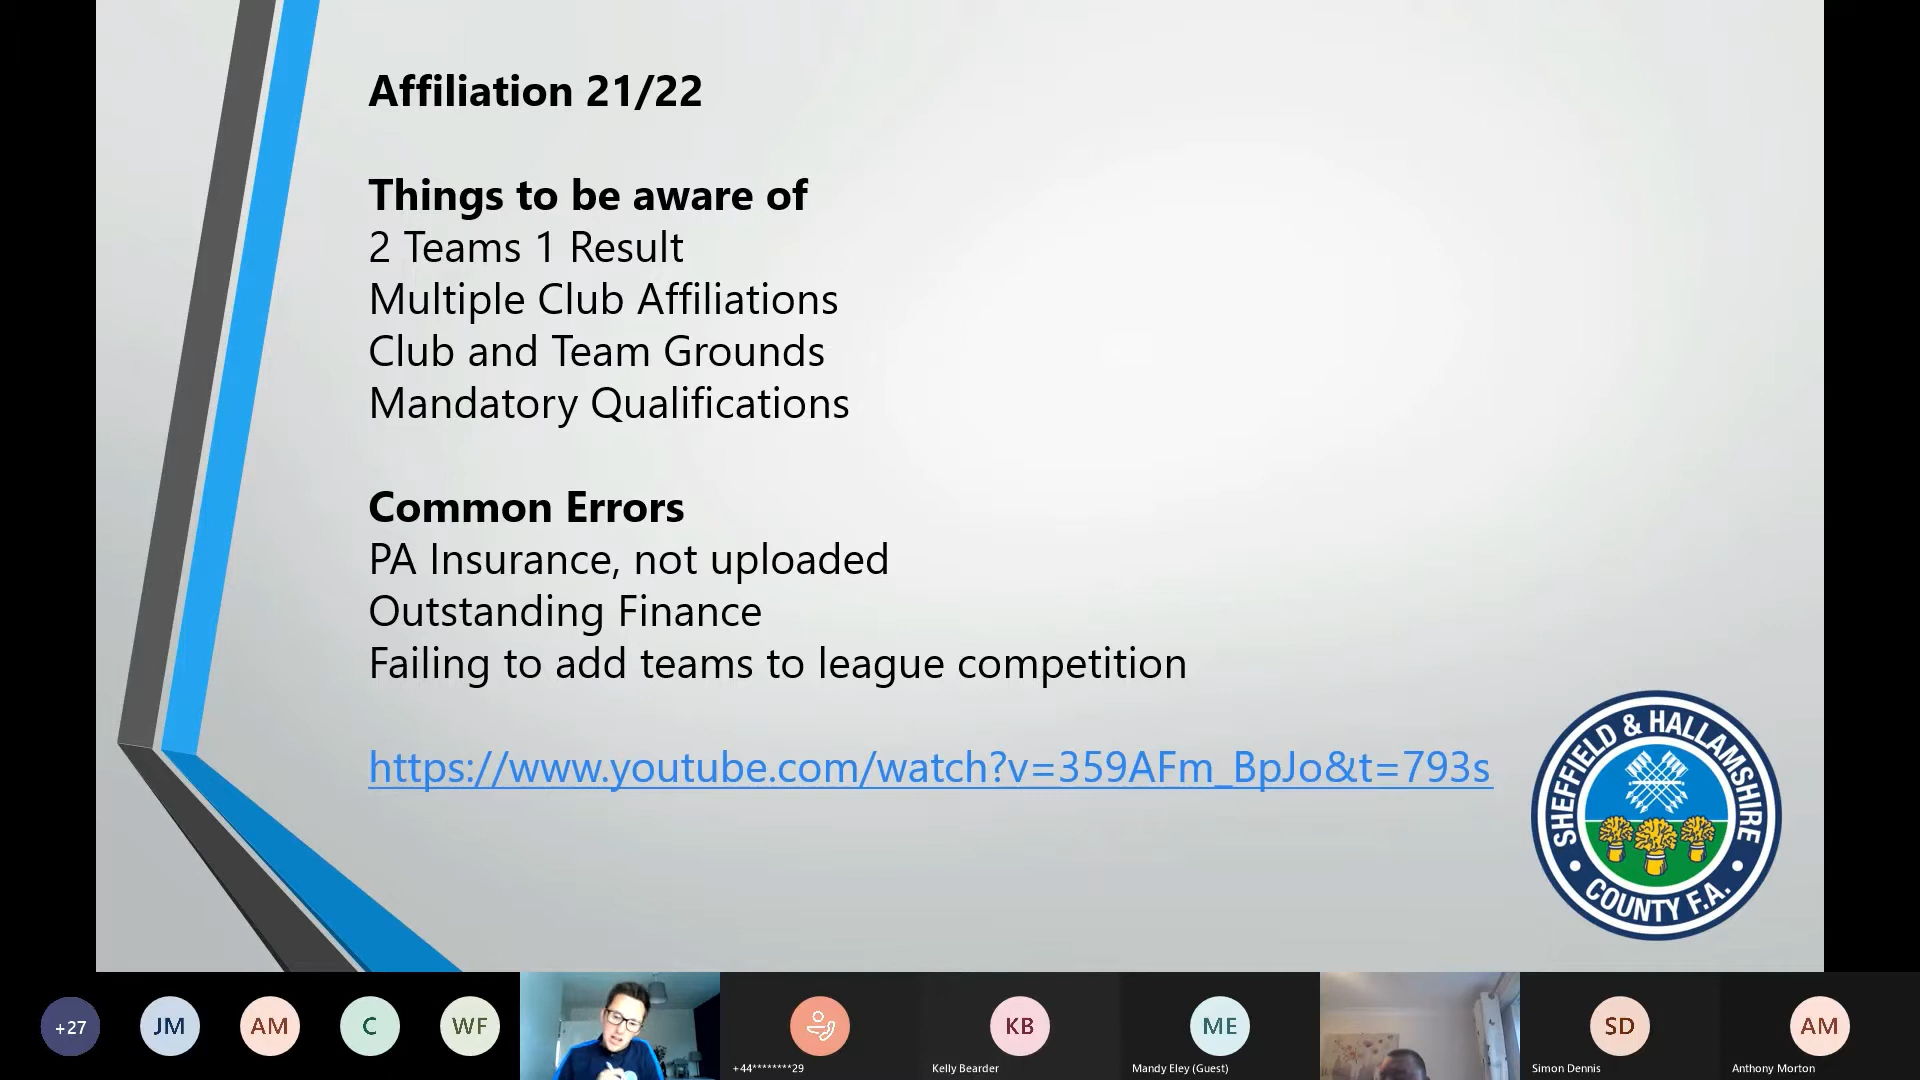 Affiliation 21/22
Things to be aware of
2 Teams 1 Result
Multiple Club Affiliations
Club and Team Grounds
Mandatory Qualifications
Common Errors
PA Insurance, not uploaded
Outstanding Finance
Failing to add teams to league competition
https://www.youtube.com/watch?v=359AFm_BpJo&t=793s
SHEFFIELD & HALLAMSHIRE
COUNTY F.A.
+27
JM
AM
C
WF
KB
ME
SD
AM
+44********29
Kelly Bearder
Mandy Eley (Guest)
Simon Dennis
Anthony Morton